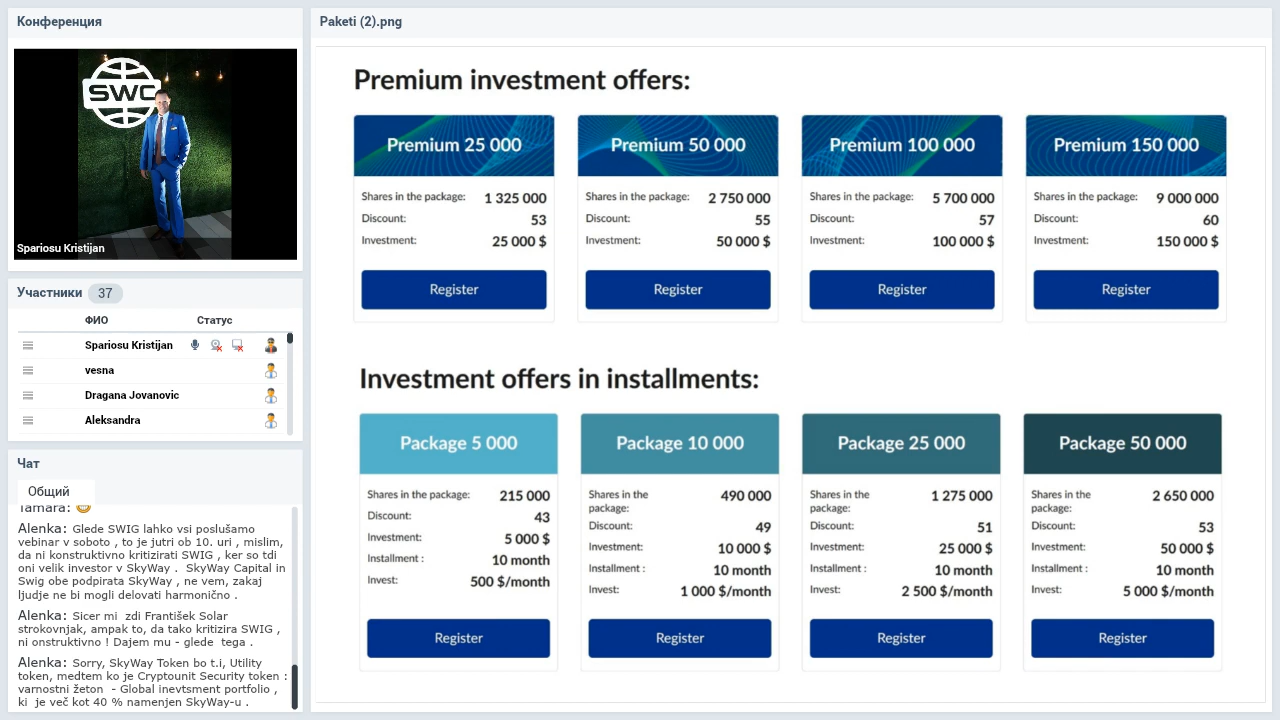 Конференция
SWC
Spariosu Kristijan
Участники 37
ФИО Статус
Spariosu Kristijan
vesna
Dragana Jovanovic
Aleksandra
Чат
Общий
Tamara:
Alenka: Glede SWIG lahko vsi poslušamo
vebinar v soboto , to je jutri ob 10. uri , mislim,
da ni konstruktivno kritizirati SWIG , ker so tdi
oni velik investor v SkyWay . SkyWay Capital in
Swig obe podpirata SkyWay , ne vem, zakaj
ljudje ne bi mogli delovati harmonično .
Alenka: Sicer mi zdi František Solar
strokovnjak, ampak to, da tako kritizira SWIG ,
ni onstruktivno ! Dajem mu - glede tega .
Alenka: Sorry, SkyWay Token bo t.i, Utility
token, medtem ko je Cryptounit Security token :
varnostni žeton - Global inevtsment portfolio ,
ki je več kot 40 % namenjen SkyWay-u .
Paketi (2).png
Premium investment offers:
Premium 25 000
Shares in the package: 1 325 000
Discount: 53
Investment: 25 000 $
Register
Premium 50 000
Shares in the package: 2 750 000
Discount: 55
Investment: 50 000 $
Register
Premium 100 000
Shares in the package: 5 700 000
Discount: 57
Investment: 100 000 $
Register
Premium 150 000
Shares in the package: 9 000 000
Discount: 60
Investment: 150 000 $
Register
Investment offers in installments:
Package 5 000
Shares in the package: 215 000
Discount: 43
Investment: 5 000 $
Installment : 10 month
Invest: 500 $/month
Register
Package 10 000
Shares in the 490 000
package:
Discount: 49
Investment: 10 000 $
Installment : 10 month
Invest: 1 000 $/month
Register
Package 25 000
Shares in the 1 275 000
package:
Discount: 51
Investment: 25 000 $
Installment : 10 month
Invest: 2 500 $/month
Register
Package 50 000
Shares in the 2 650 000
package:
Discount: 53
Investment: 50 000 $
Installment : 10 month
Invest: 5 000 $/month
Register